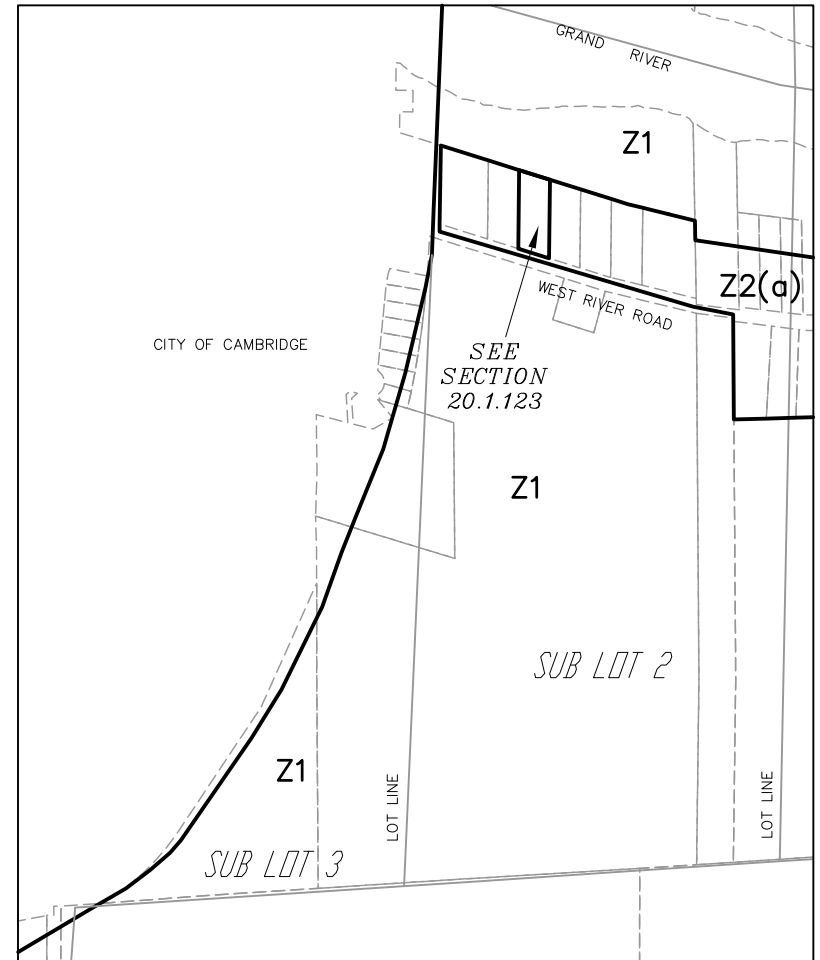 GRAND RIVER
Z1
Z2(a)
WEST RIVER ROAD
CITY OF CAMBRIDGE
SEE
SECTION
20.1.123
Z1
SUB LOT 2
Z1
LOT LINE
LOT LINE
SUB LOT 3